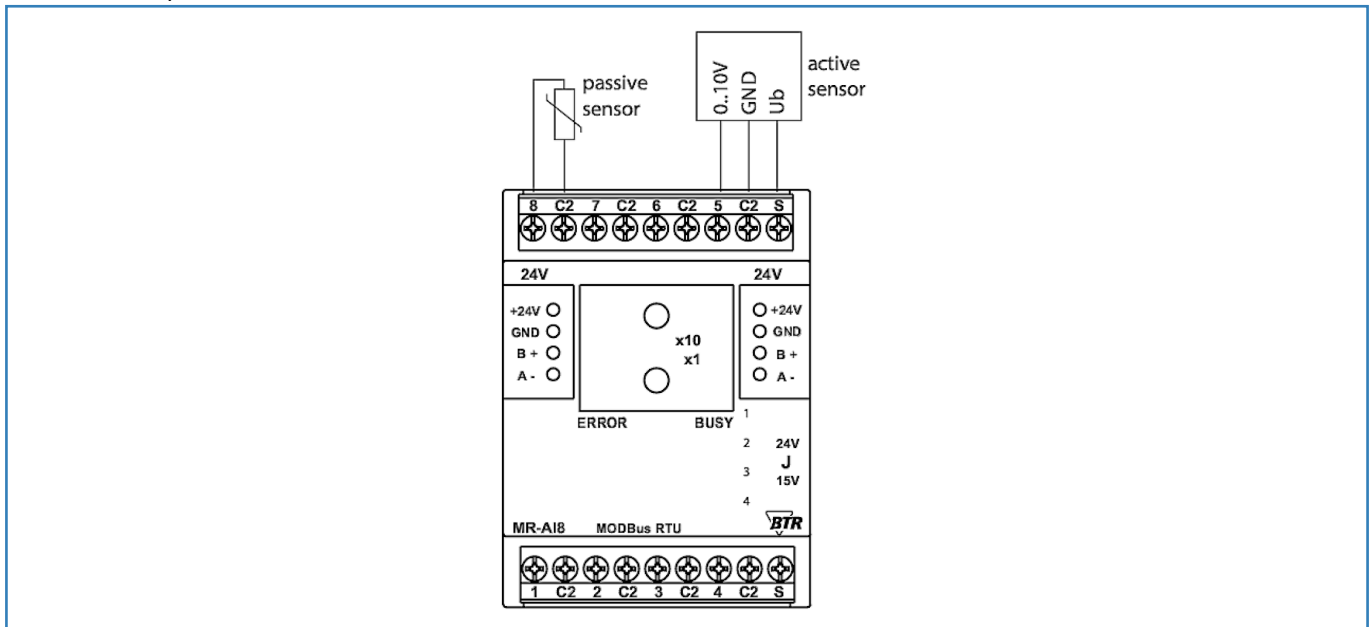 passive
sensor
0..10V
GND
Ub
active
sensor
8 C2 7 C2 6 C2 5 C2 S
24V 24V
+24V
GND
B +
A -
x10
x1
+24V
GND
B +
A -
ERROR BUSY
1
2 24V
J
3 15V
4
MR-AI8 MODBus RTU BTR
1 C2 2 C2 3 C2 4 C2 S